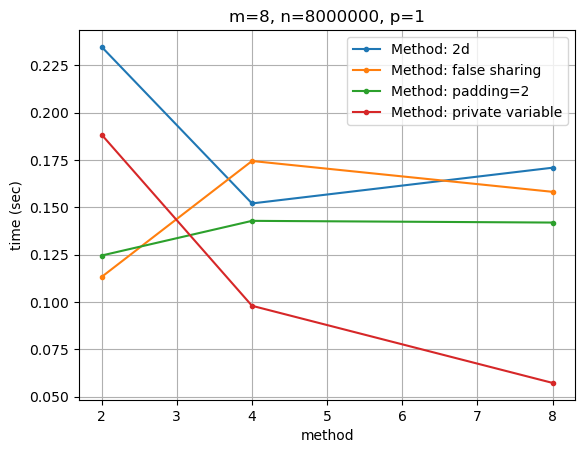 m=8, n=8000000, p=1
Method: 2d
Method: false sharing
Method: padding=2
Method: private variable
time (sec)
0.225
0.200
0.175
0.150
0.125
0.100
0.075
0.050
2 3 4 5 6 7 8
method